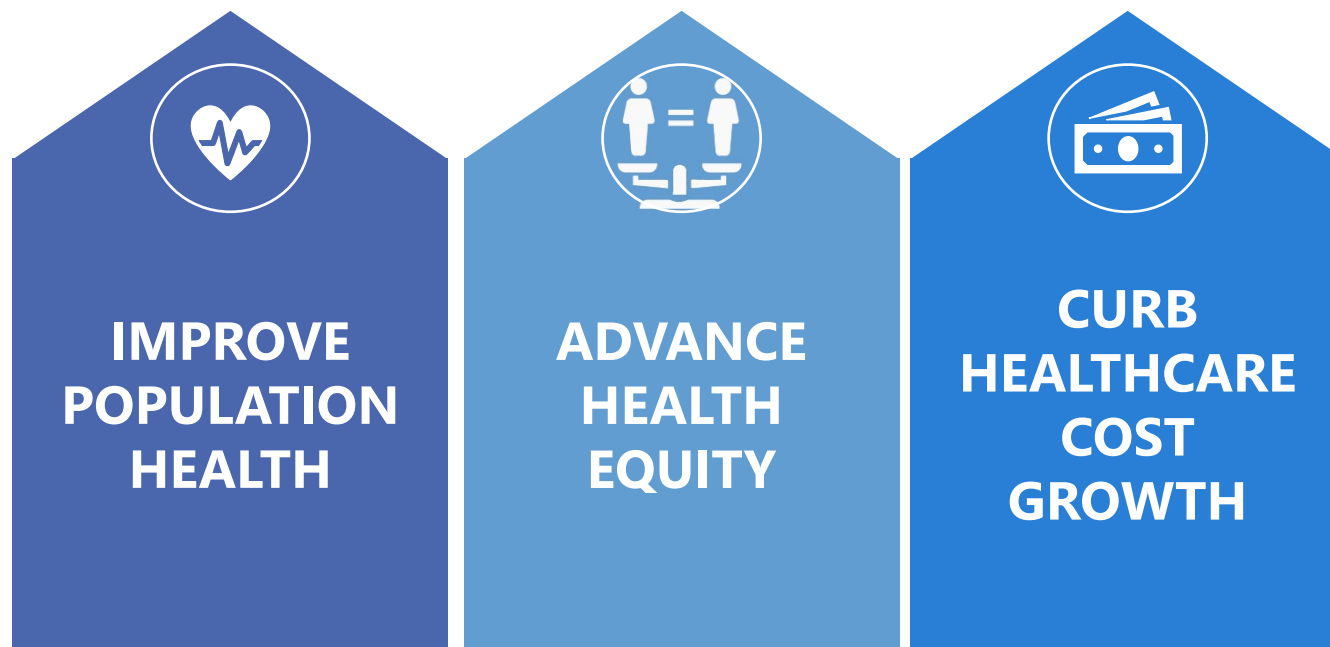 IMPROVE
POPULATION
HEALTH
ADVANCE
HEALTH
EQUITY
CURB
HEALTHCARE
COST
GROWTH